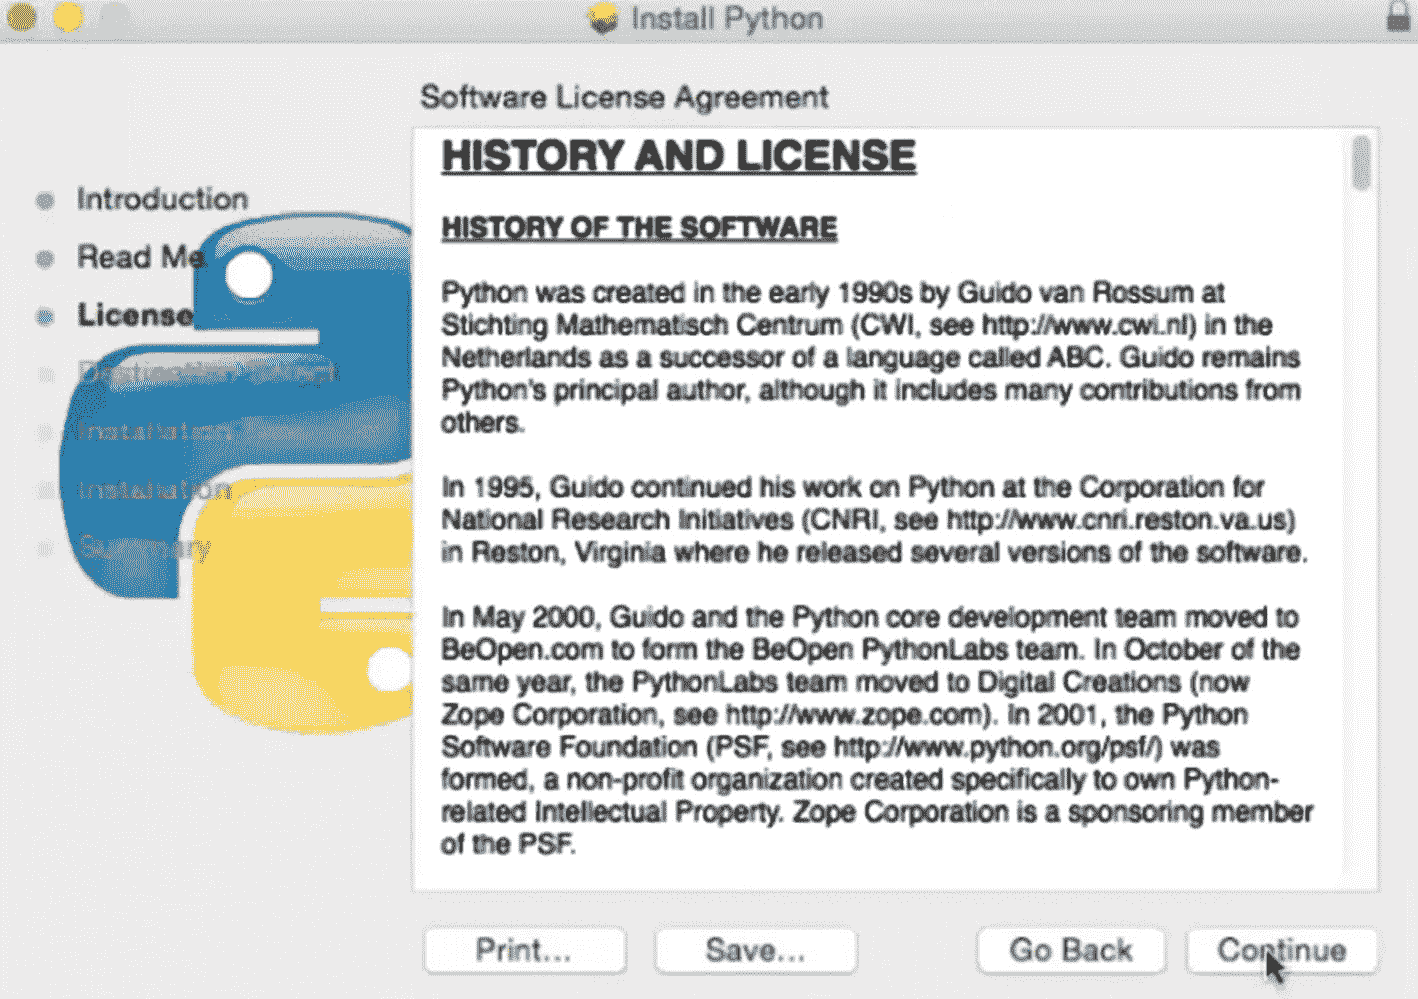 Install Python
Software License Agreement
Introduction
Read Me
License
Installation
Summary
HISTORY AND LICENSE
HISTORY OF THE SOFTWARE
Python was created in the early 1990s by Guido van Rossum at
Stichting Mathematisch Centrum (CWI, see http://www.cwi.nl) in the
Netherlands as a successor of a language called ABC. Guido remains
Python's principal author, although it includes many contributions from
others.
In 1995, Guido continued his work on Python at the Corporation for
National Research Initiatives (CNRI, see http://www.cnri.reston.va.us)
in Reston, Virginia where he released several versions of the software.
In May 2000, Guido and the Python core development team moved to
BeOpen.com to form the BeOpen PythonLabs team. In October of the
same year, the PythonLabs team moved to Digital Creations (now
Zope Corporation, see http://www.zope.com). In 2001, the Python
Software Foundation (PSF, see http://www.python.org/psf/) was
formed, a non-profit organization created specifically to own Python-
related Intellectual Property. Zope Corporation is a sponsoring member
of the PSF.
Print...
Save...
Go Back
Continue